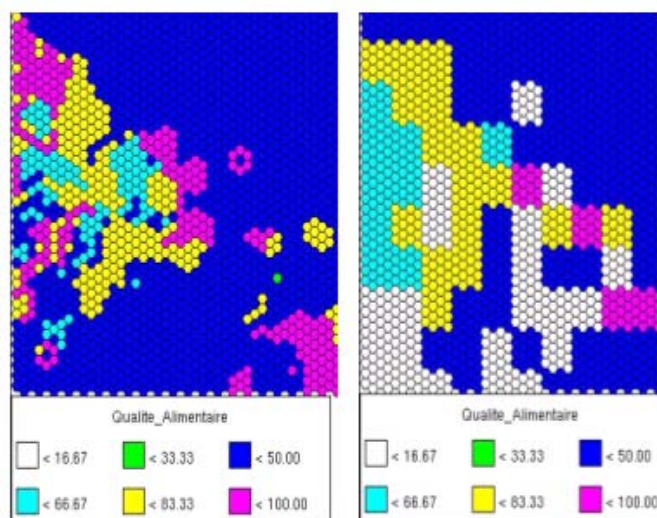 Qualite_Alimentaire
< 16.67 < 33.33 < 50.00
< 66.67 < 83.33 < 100.00
Qualite_Alimentaire
< 16.67 < 33.33 < 50.00
< 66.67 < 83.33 < 100.00